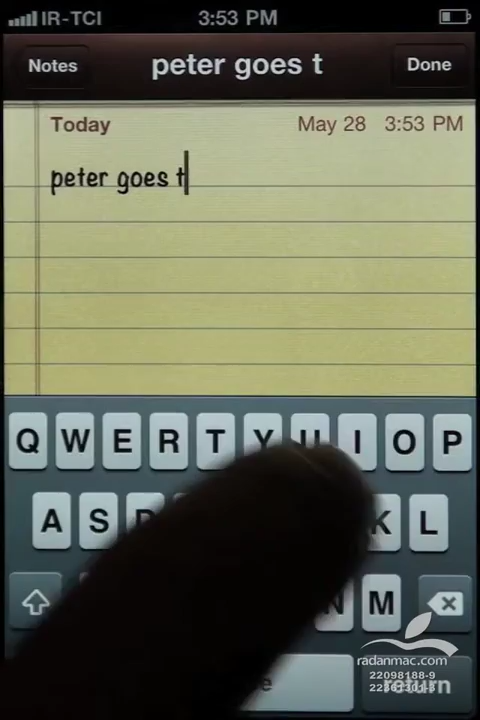 IR-TCI 3:53 PM
Notes peter goes t Done
Today May 28 3:53 PM
peter goes t
Q W E R T Y U I O P
A S D K L
N M
radanmac.com
22098188-9
return